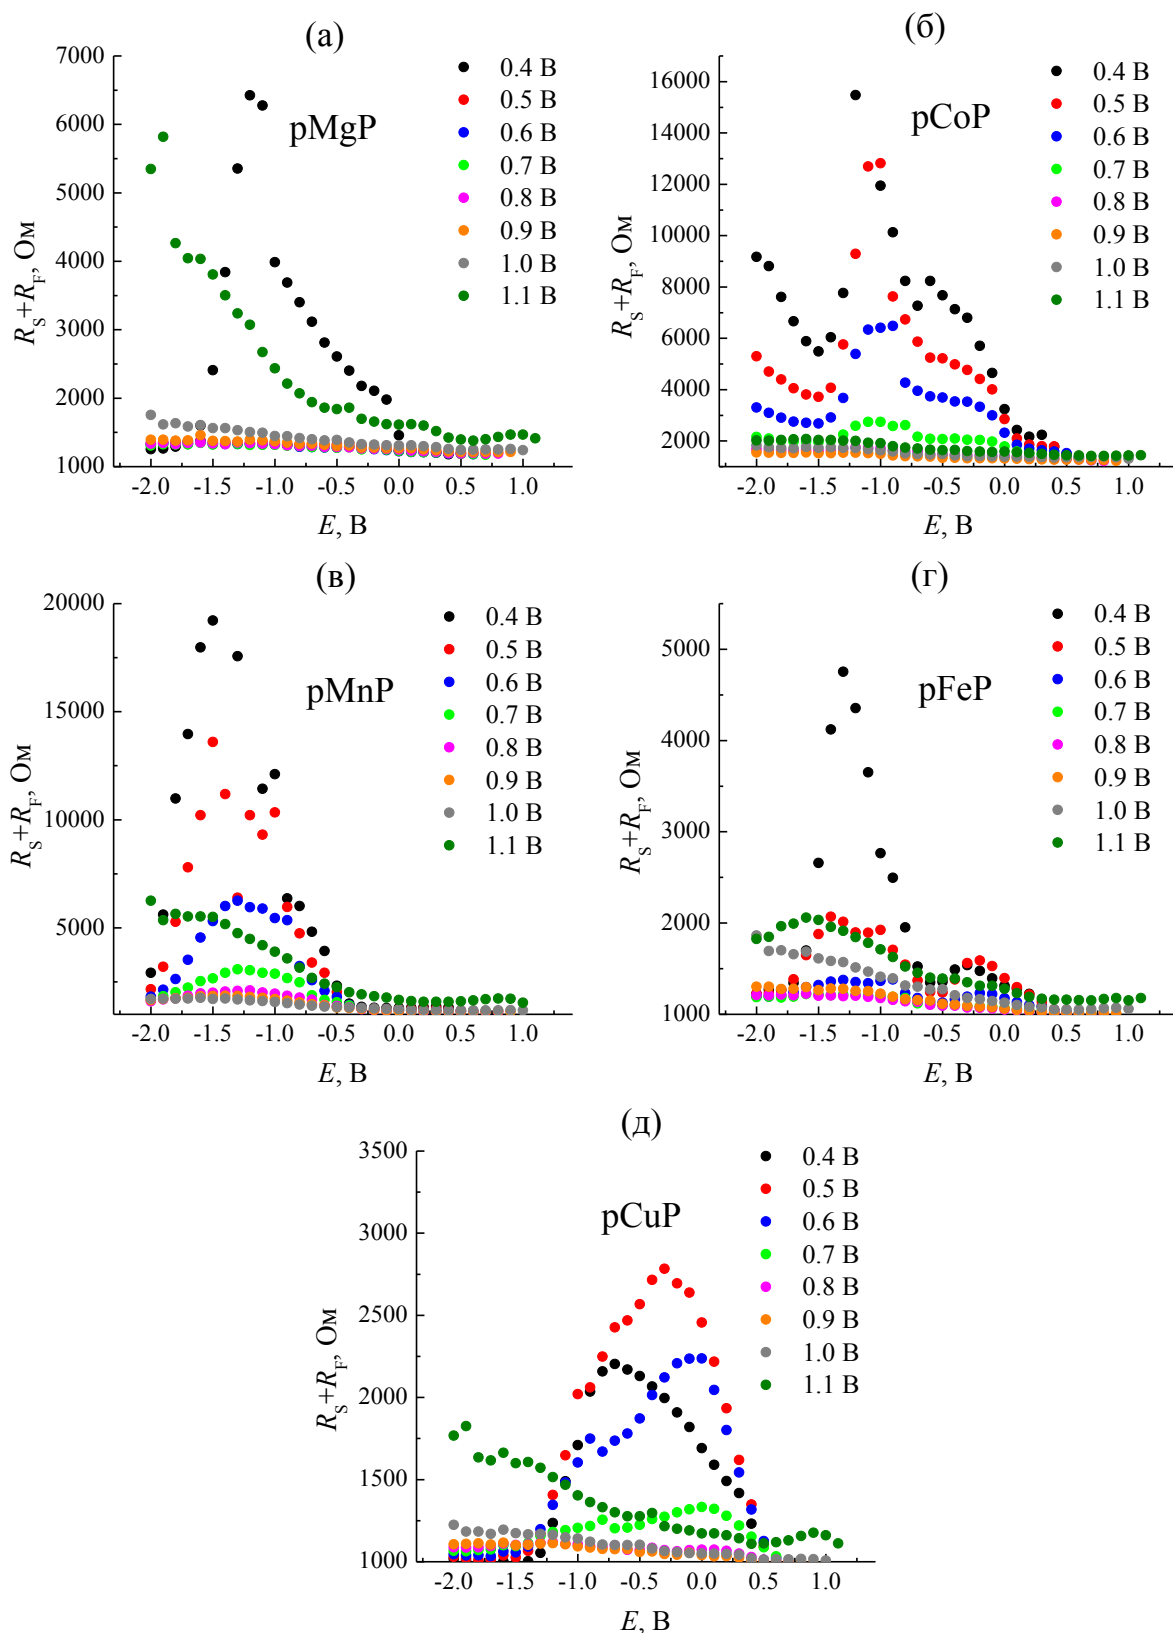 (а)
7000
6000
5000
4000
3000
2000
1000
R_S+R_F, Ом
pMgP
0.4 В
0.5 В
0.6 В
0.7 В
0.8 В
0.9 В
1.0 В
1.1 В
-2.0 -1.5 -1.0 -0.5 0.0 0.5 1.0
E, В
(б)
16000
14000
12000
10000
8000
6000
4000
2000
R_S+R_F, Ом
pCoP
0.4 В
0.5 В
0.6 В
0.7 В
0.8 В
0.9 В
1.0 В
1.1 В
-2.0 -1.5 -1.0 -0.5 0.0 0.5 1.0
E, В
(в)
20000
15000
10000
5000
R_S+R_F, Ом
pMnP
0.4 В
0.5 В
0.6 В
0.7 В
0.8 В
0.9 В
1.0 В
1.1 В
-2.0 -1.5 -1.0 -0.5 0.0 0.5 1.0
E, В
(г)
5000
4000
3000
2000
1000
R_S+R_F, Ом
pFeP
0.4 В
0.5 В
0.6 В
0.7 В
0.8 В
0.9 В
1.0 В
1.1 В
-2.0 -1.5 -1.0 -0.5 0.0 0.5 1.0
E, В
(д)
3500
3000
2500
2000
1500
1000
R_S+R_F, Ом
pCuP
0.4 В
0.5 В
0.6 В
0.7 В
0.8 В
0.9 В
1.0 В
1.1 В
-2.0 -1.5 -1.0 -0.5 0.0 0.5 1.0
E, В